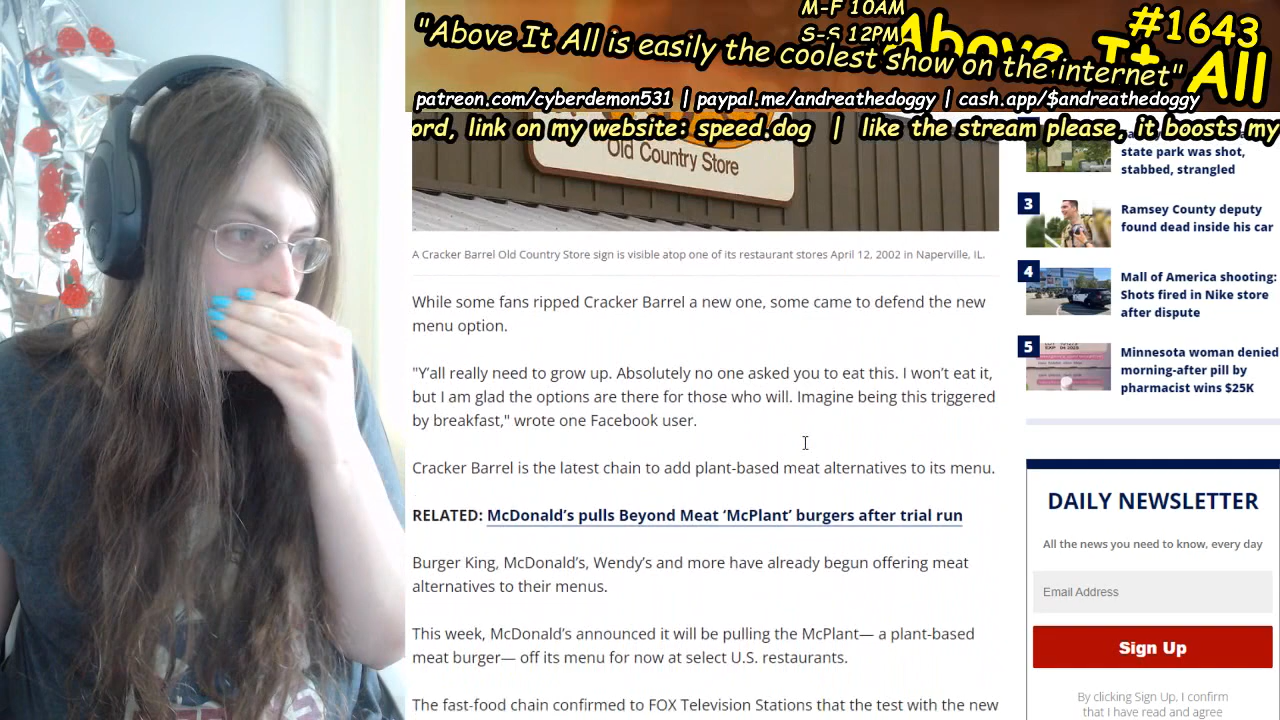 M-F 10AM
S-S 12PM
Above It All
#1643
"Above It All is easily the coolest show on the internet"
patreon.com/cyberdemon531 | paypal.me/andreathedoggy | cash.app/$andreathedoggy
ord, link on my website: speed.dog | like the stream please, it boosts my
Old Country Store
A Cracker Barrel Old Country Store sign is visible atop one of its restaurant stores April 12, 2002 in Naperville, IL.
While some fans ripped Cracker Barrel a new one, some came to defend the new
menu option.
"Y'all really need to grow up. Absolutely no one asked you to eat this. I won't eat it,
but I am glad the options are there for those who will. Imagine being this triggered
by breakfast," wrote one Facebook user.
Cracker Barrel is the latest chain to add plant-based meat alternatives to its menu.
RELATED: McDonald's pulls Beyond Meat ‘McPlant’ burgers after trial run
Burger King, McDonald's, Wendy's and more have already begun offering meat
alternatives to their menus.
This week, McDonald's announced it will be pulling the McPlant— a plant-based
meat burger— off its menu for now at select U.S. restaurants.
The fast-food chain confirmed to FOX Television Stations that the test with the new
state park was shot,
stabbed, strangled
3
Ramsey County deputy
found dead inside his car
4
Mall of America shooting:
Shots fired in Nike store
after dispute
5
Minnesota woman denied
morning-after pill by
pharmacist wins $25K
DAILY NEWSLETTER
All the news you need to know, every day
Email Address
Sign Up
By clicking Sign Up, I confirm
that I have read and agree